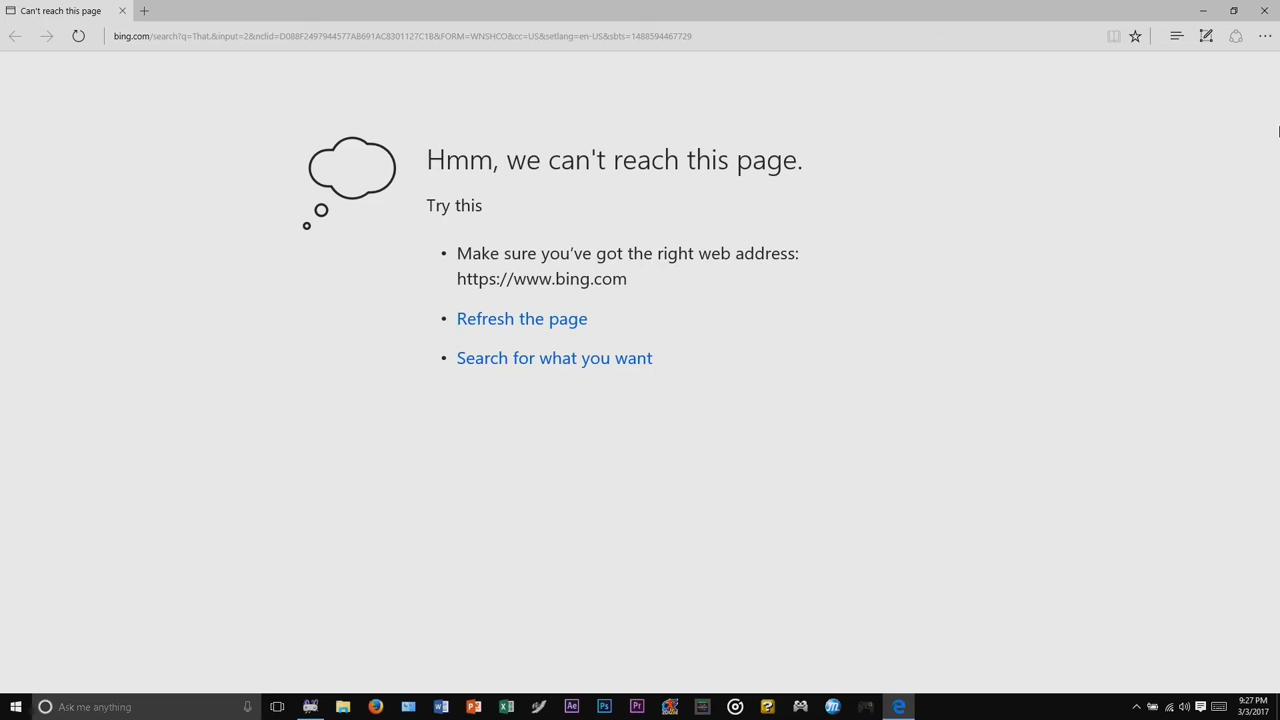 Can't reach this page
bing.com/search?q=That.&input=2&nclid=D088F2497944577AB691AC8301127C1B&FORM=WNSHCO&cc=US&setlang=en-US&sbts=1488594467729
Hmm, we can't reach this page.
Try this
• Make sure you've got the right web address:
https://www.bing.com
• Refresh the page
• Search for what you want
Ask me anything
9:27 PM
3/3/2017